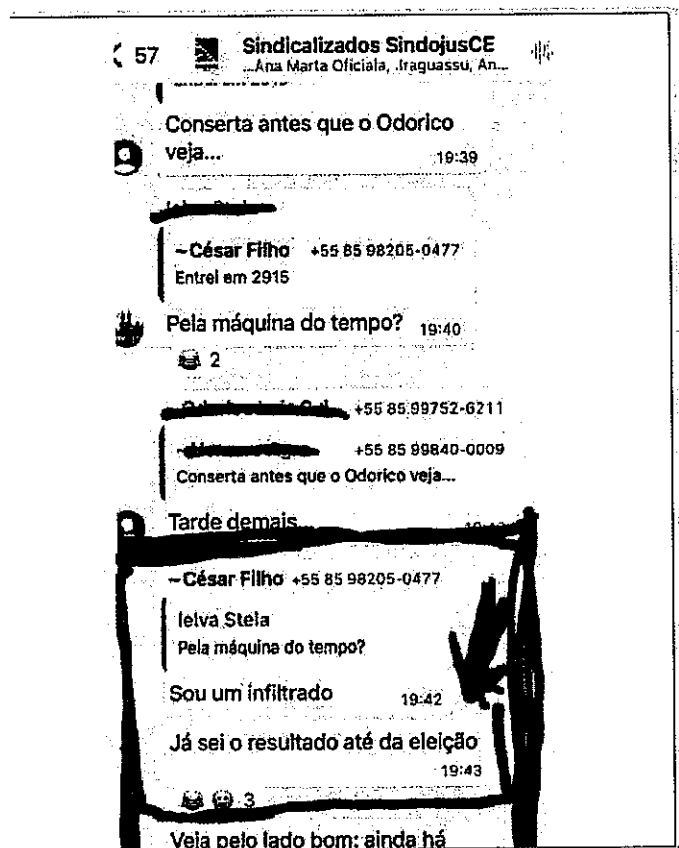 57
Sindicalizados SindojusCE
...Ana Marta Oficiala, .Iraguassu, An...
Conserta antes que o Odorico
veja...
19:39
~César Filho +55 85 98205-0477
Entrei em 2915
Pela máquina do tempo? 19:40
2
+55 85 99752-6211
+55 85 99840-0009
Conserta antes que o Odorico veja...
Tarde demais...
~César Filho +55 85 98205-0477
Ielva Stela
Pela máquina do tempo?
Sou um infiltrado 19:42
Já sei o resultado até da eleição
19:43
3
Veja pelo lado bom: ainda há